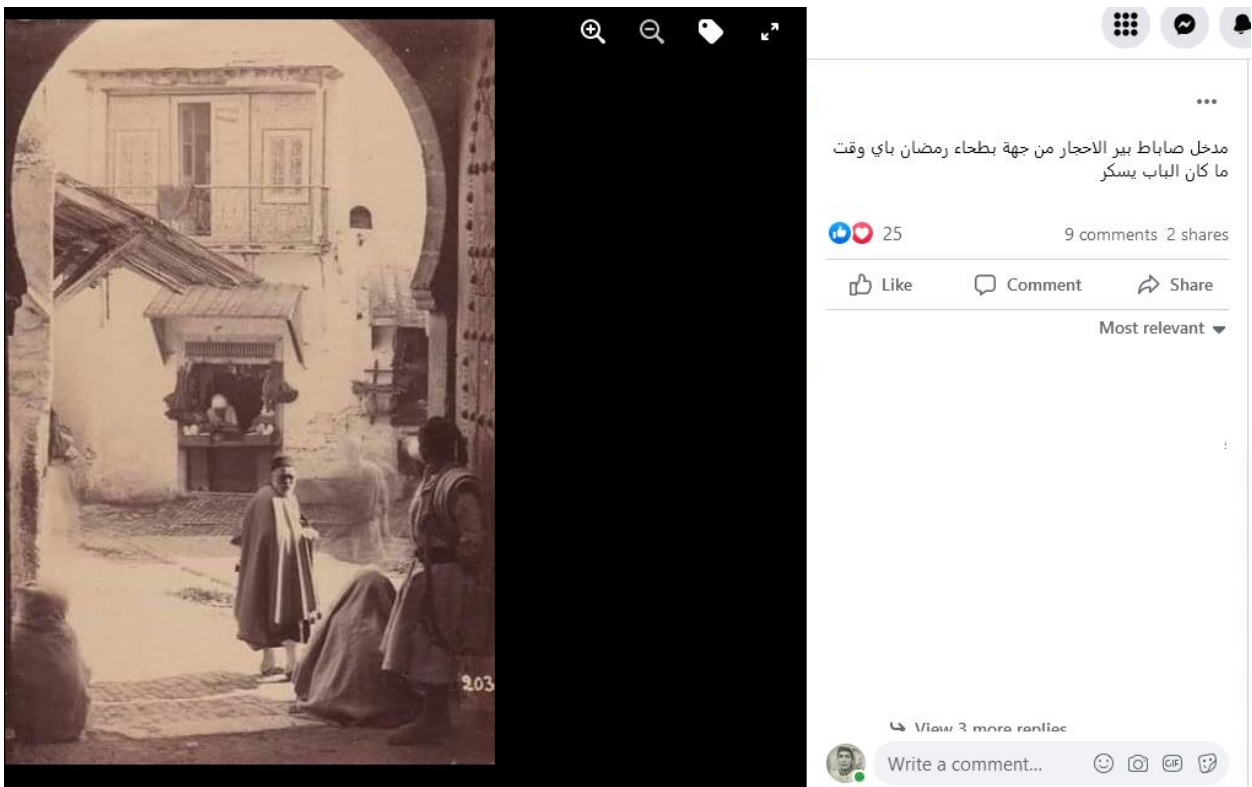 مدخل صاباط بير الاحجار من جهة بطحاء رمضان باي وقت
ما كان الباب يسكر
25
9 comments 2 shares
Like Comment Share
Most relevant
203
View 3 more replies
Write a comment...
GIF